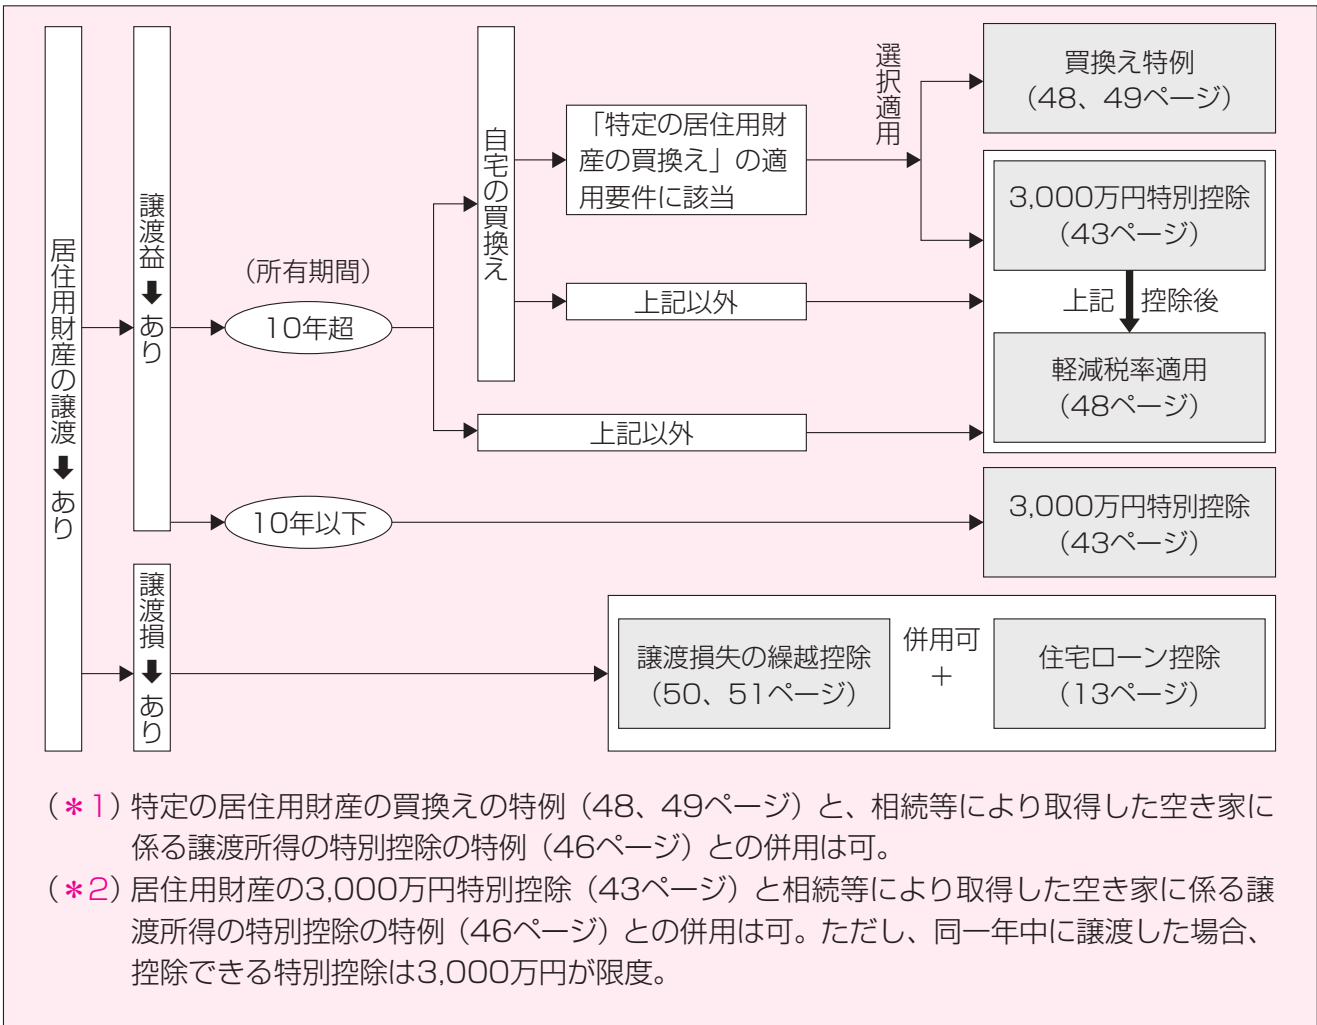 居住用財産の譲渡➡あり
譲渡益➡あり
(所有期間)
10年超
自宅の買換え
「特定の居住用財
産の買換え」の適
用要件に該当
選択適用
買換え特例
(48、49ページ)
3,000万円特別控除
(43ページ)
上記以外
上記 控除後
軽減税率適用
(48ページ)
上記以外
10年以下
3,000万円特別控除
(43ページ)
譲渡損➡あり
譲渡損失の繰越控除
(50、51ページ)
併用可
+
住宅ローン控除
(13ページ)
(*1)特定の居住用財産の買換えの特例(48、49ページ)と、相続等により取得した空き家に
係る譲渡所得の特別控除の特例(46ページ)との併用は可。
(*2)居住用財産の3,000万円特別控除(43ページ)と相続等により取得した空き家に係る譲
渡所得の特別控除の特例(46ページ)との併用は可。ただし、同一年中に譲渡した場合、
控除できる特別控除は3,000万円が限度。